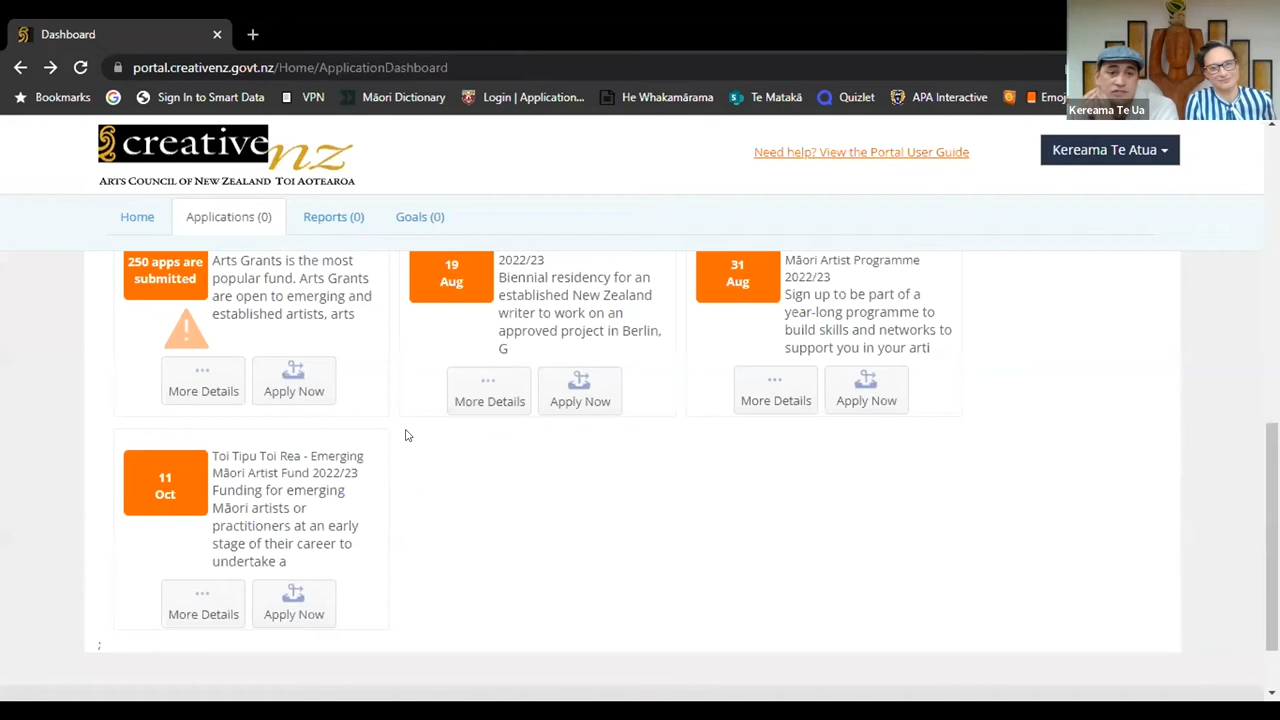 Dashboard
portal.creativenz.govt.nz/Home/ApplicationDashboard
Bookmarks
Sign In to Smart Data
VPN
Māori Dictionary
Login | Application...
He Whakamārama
Te Matakā
Quizlet
APA Interactive
Emoj
Kereama Te Ua
creative nz
ARTS COUNCIL OF NEW ZEALAND TOI AOTEAROA
Need help? View the Portal User Guide
Kereama Te Atua
Home
Applications (0)
Reports (0)
Goals (0)
250 apps are
submitted
Arts Grants is the most
popular fund. Arts Grants
are open to emerging and
established artists, arts
More Details
Apply Now
19
Aug
2022/23
Biennial residency for an
established New Zealand
writer to work on an
approved project in Berlin,
G
More Details
Apply Now
31
Aug
Māori Artist Programme
2022/23
Sign up to be part of a
year-long programme to
build skills and networks to
support you in your arti
More Details
Apply Now
11
Oct
Toi Tipu Toi Rea - Emerging
Māori Artist Fund 2022/23
Funding for emerging
Māori artists or
practitioners at an early
stage of their career to
undertake a
More Details
Apply Now
;